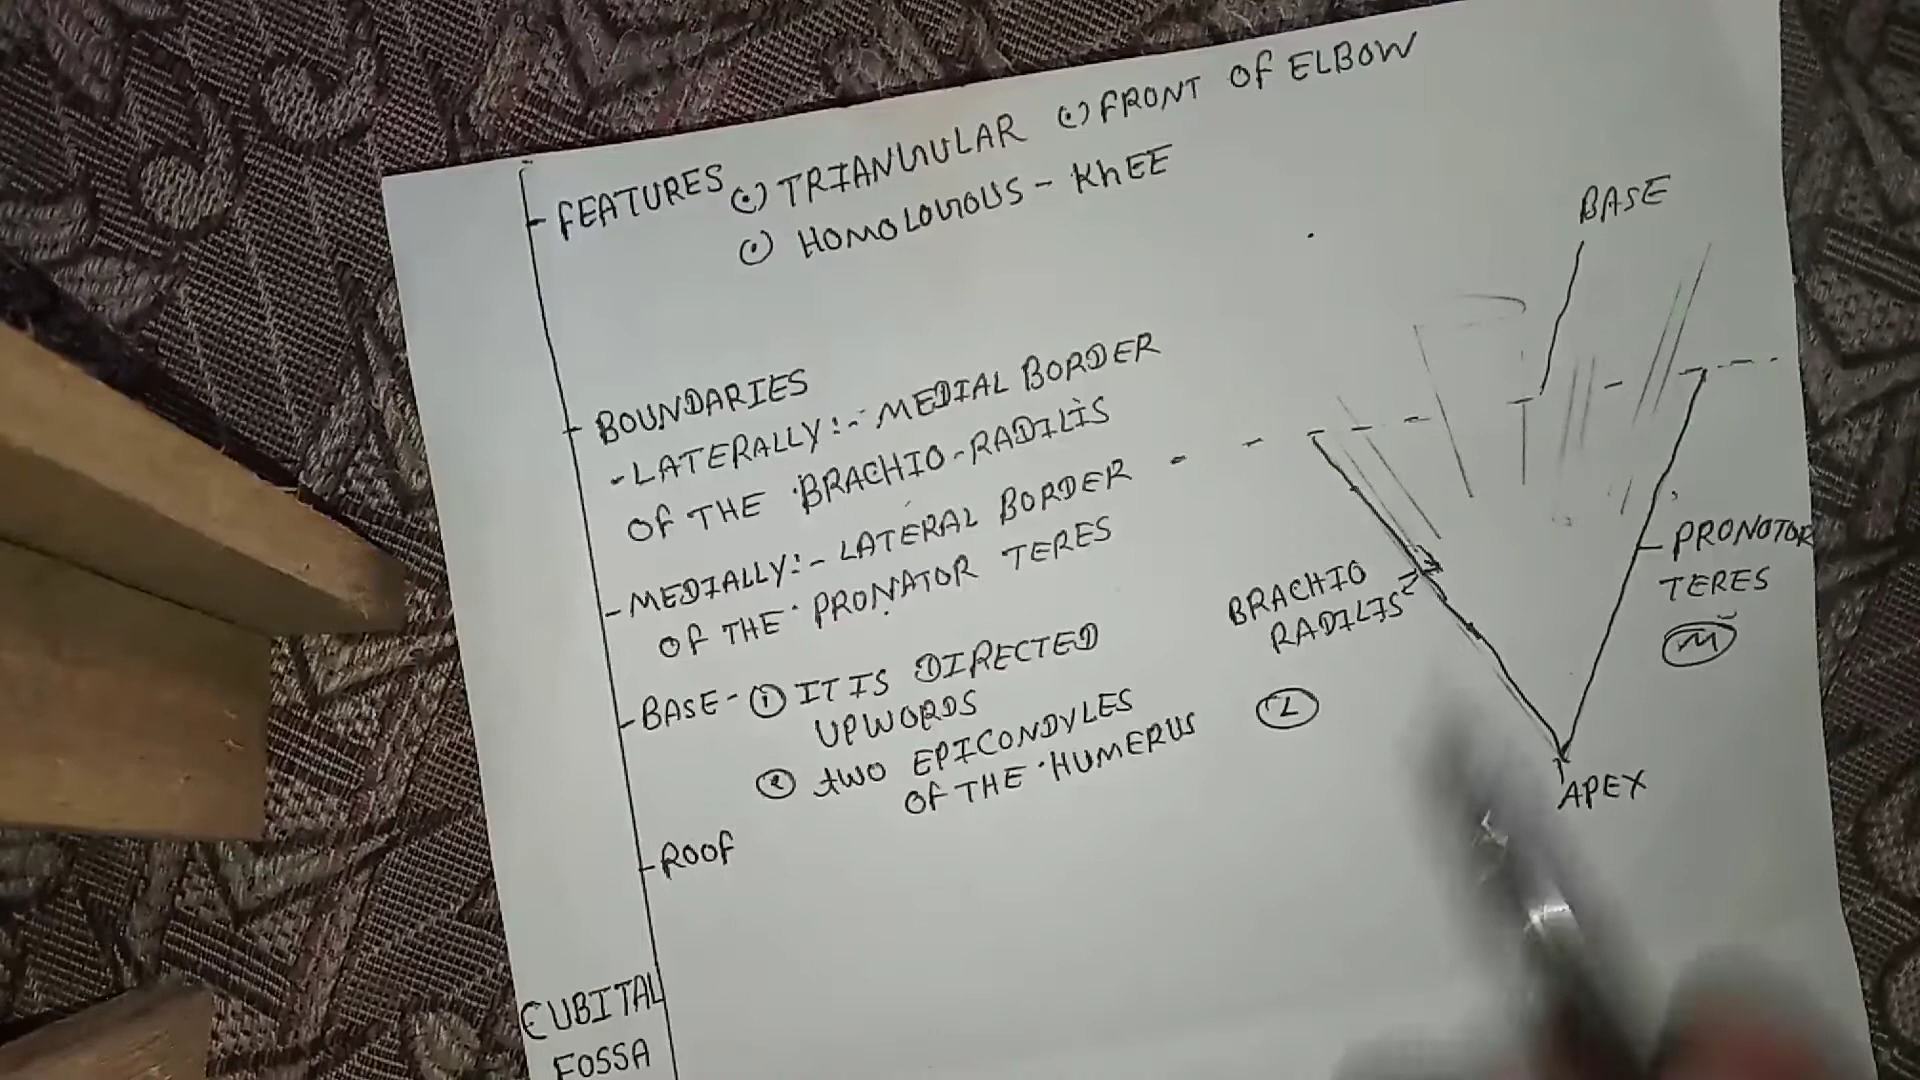 FEATURES
TRIANGULAR
FRONT OF ELBOW
HOMOLOGOUS - KNEE
BOUNDARIES
- LATERALLY :- MEDIAL BORDER
OF THE BRACHIO-RADILIS
- MEDIALLY :- LATERAL BORDER
OF THE PRONATOR TERES
BASE - ① IT IS DIRECTED
UPWORDS
② TWO EPICONDYLES
OF THE HUMERUS
ROOF
CUBITAL
FOSSA
BASE
BRACHIO
RADILIS
L
PRONOTOR
TERES
M
APEX